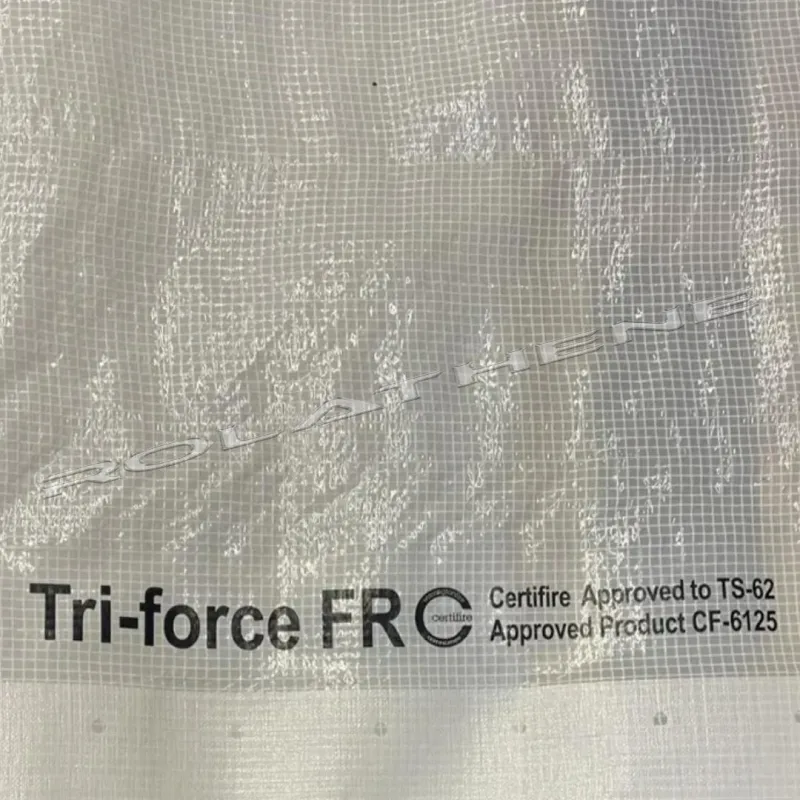 ROLATHENE
Tri-force FR
certifire
Certifire Approved to TS-62
Approved Product CF-6125